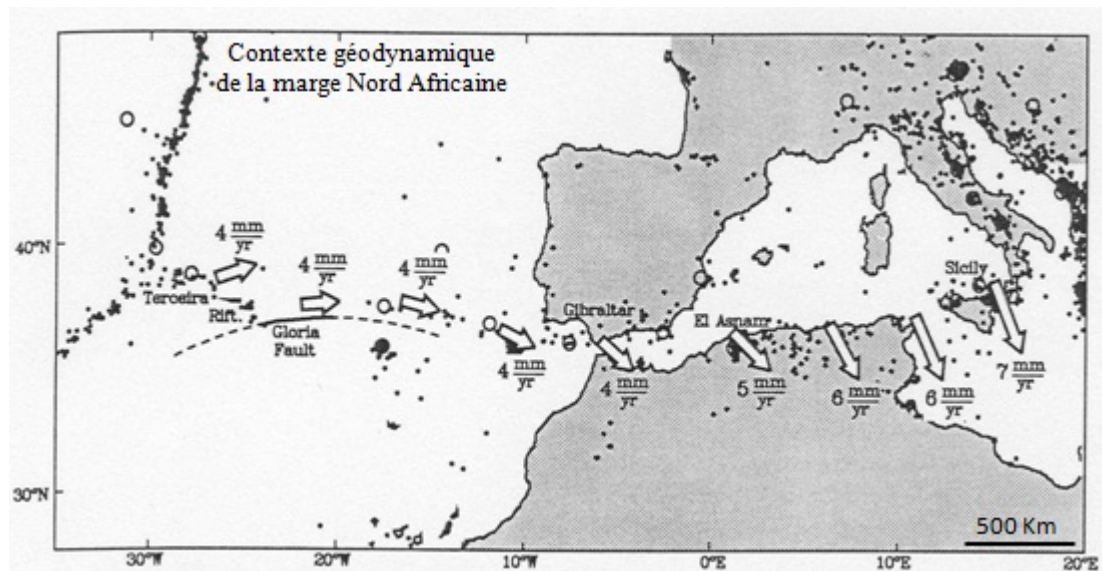 Contexte géodynamique
de la marge Nord Africaine
40°N
30°N
4 mm
yr
4 mm
yr
4 mm
yr
Terceira
Rift
Gloria
Fault
4 mm
yr
Gibraltar
4 mm
yr
El Asnam
5 mm
yr
6 mm
yr
6 mm
yr
Sicily
7 mm
yr
500 Km
30°W
20°W
10°W
0°E
10°E
20°E